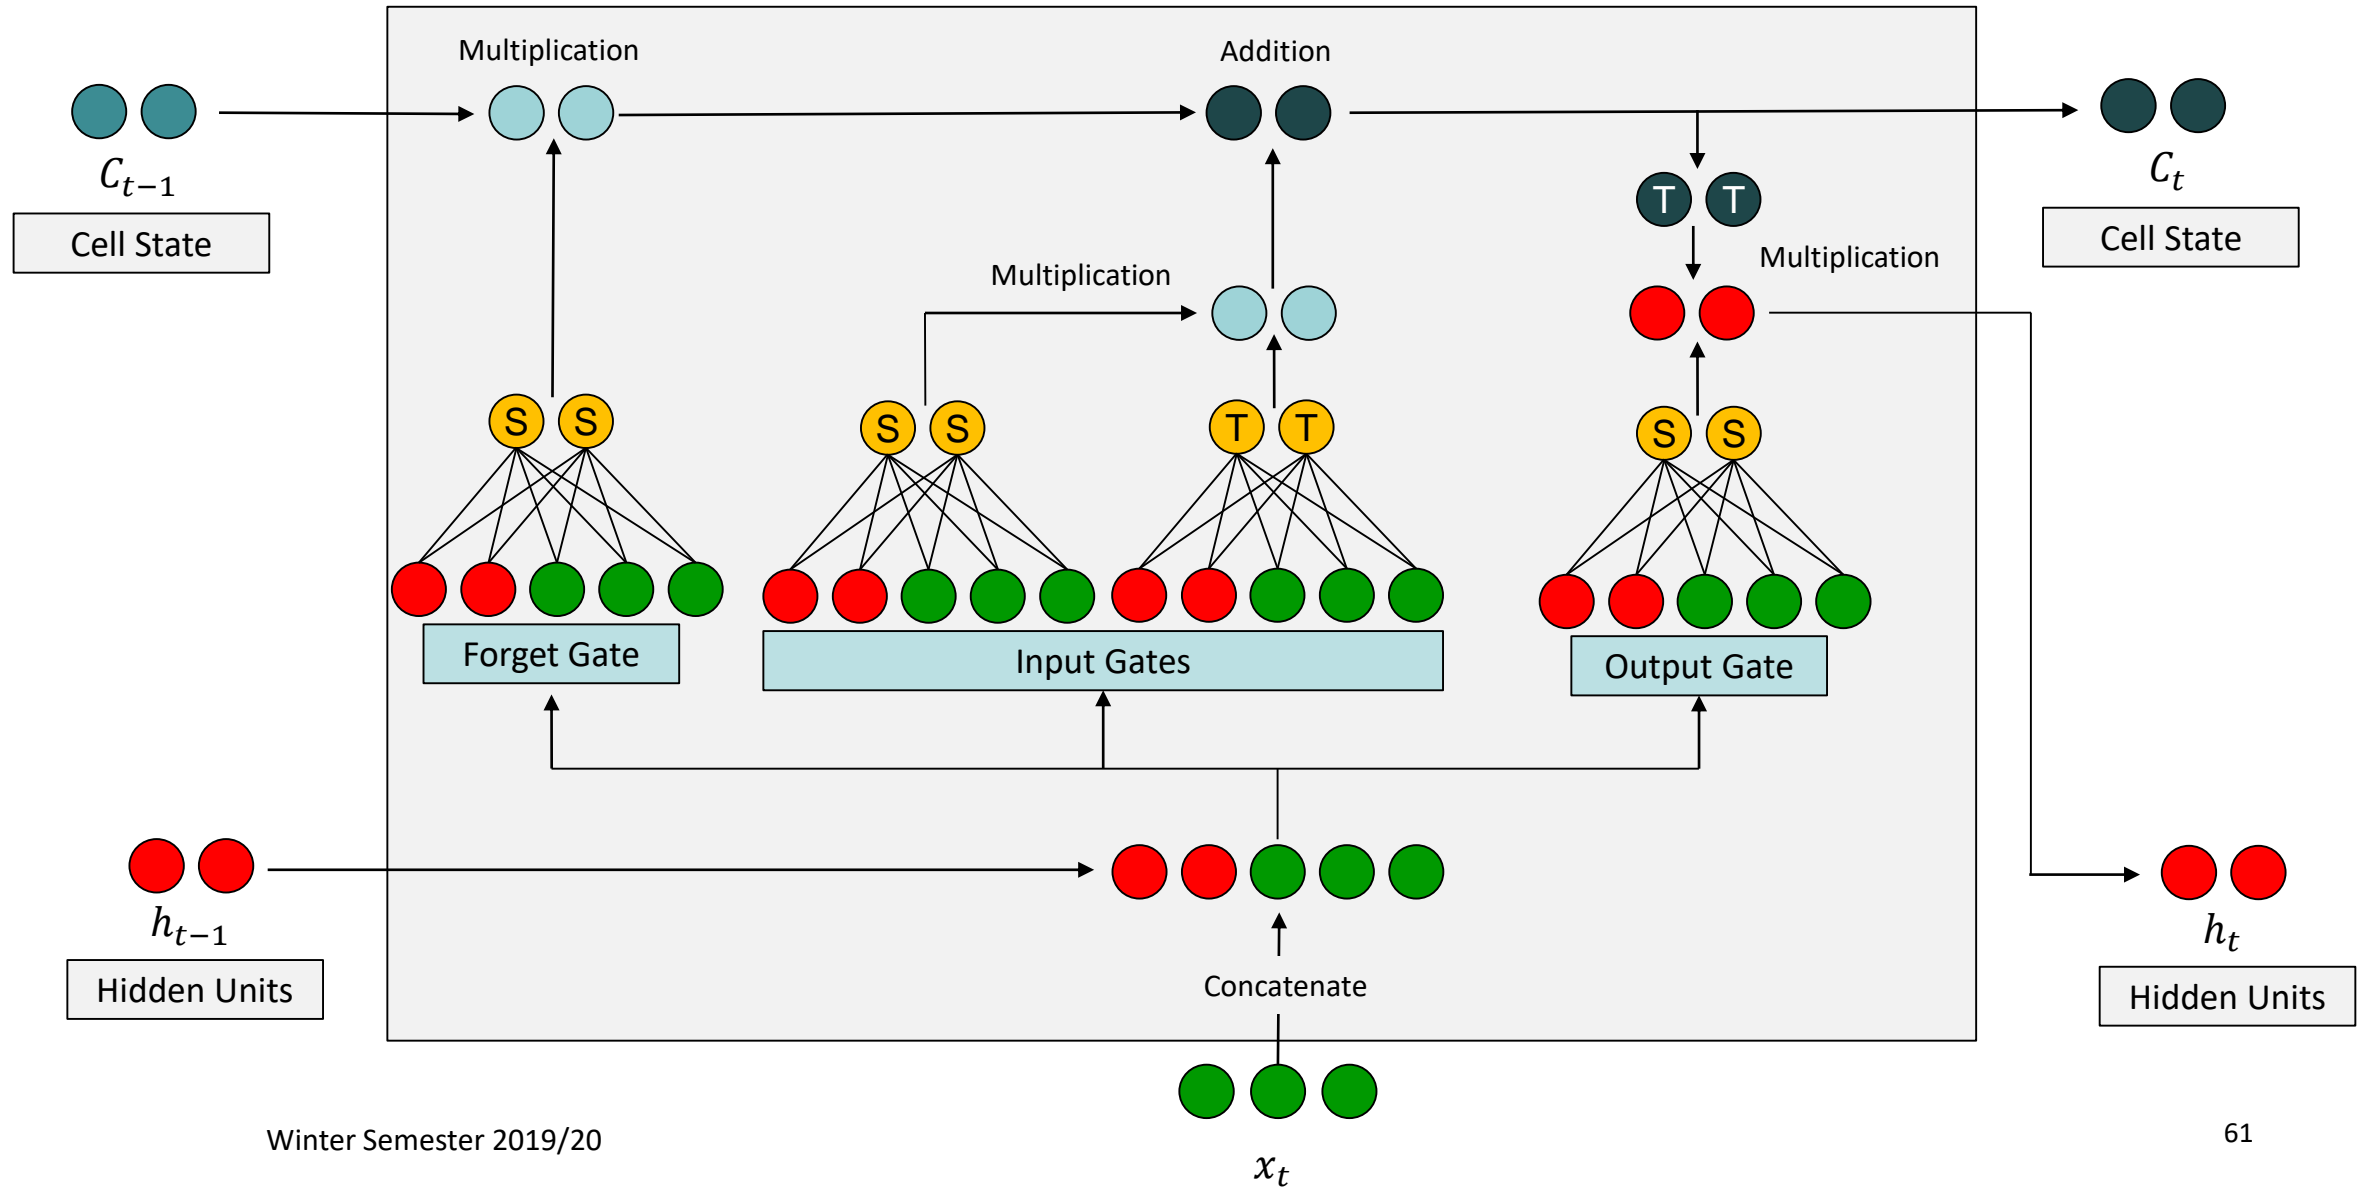 Multiplication
Addition
C_{t-1}
C_t
T T
Cell State
Cell State
Multiplication
Multiplication
S S
S S
T T
S S
Forget Gate
Input Gates
Output Gate
h_{t-1}
h_t
Hidden Units
Concatenate
Hidden Units
Winter Semester 2019/20
61
x_t